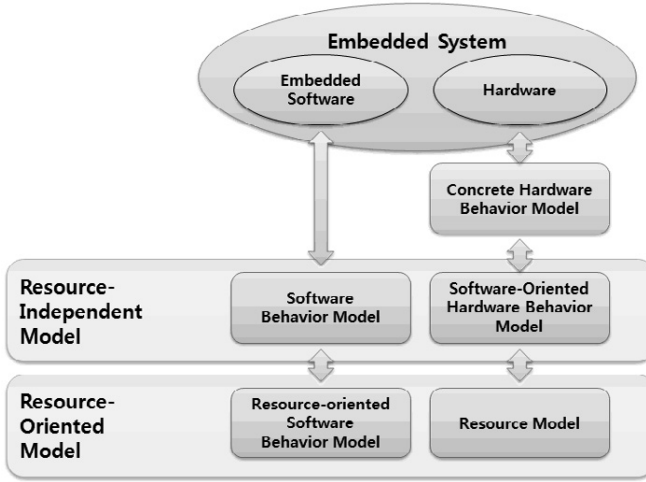 Embedded System
Embedded
Software
Hardware
Concrete Hardware
Behavior Model
Resource-
Independent
Model
Software
Behavior Model
Software-Oriented
Hardware Behavior
Model
Resource-
Oriented
Model
Resource-oriented
Software
Behavior Model
Resource Model